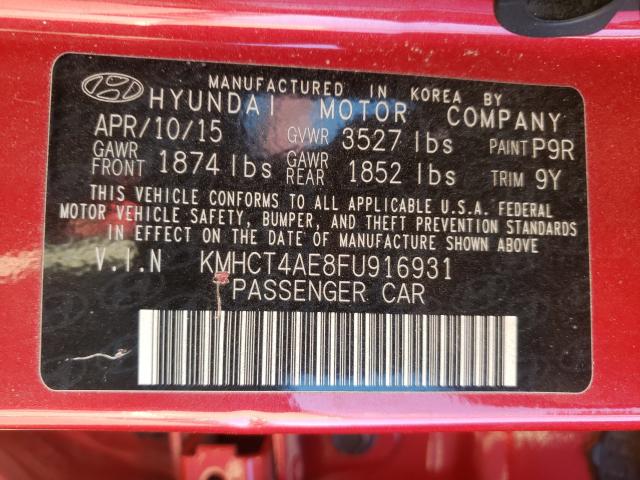 MANUFACTURED IN KOREA BY
HYUNDAI MOTOR COMPANY
APR/10/15 GVWR 3527 lbs PAINT P9R
GAWR FRONT 1874 lbs GAWR REAR 1852 lbs TRIM 9Y
THIS VEHICLE CONFORMS TO ALL APPLICABLE U.S.A. FEDERAL
MOTOR VEHICLE SAFETY, BUMPER, AND THEFT PREVENTION STANDARDS
IN EFFECT ON THE DATE OF MANUFACTURE SHOWN ABOVE.
V.I.N KMHCT4AE8FU916931
PASSENGER CAR